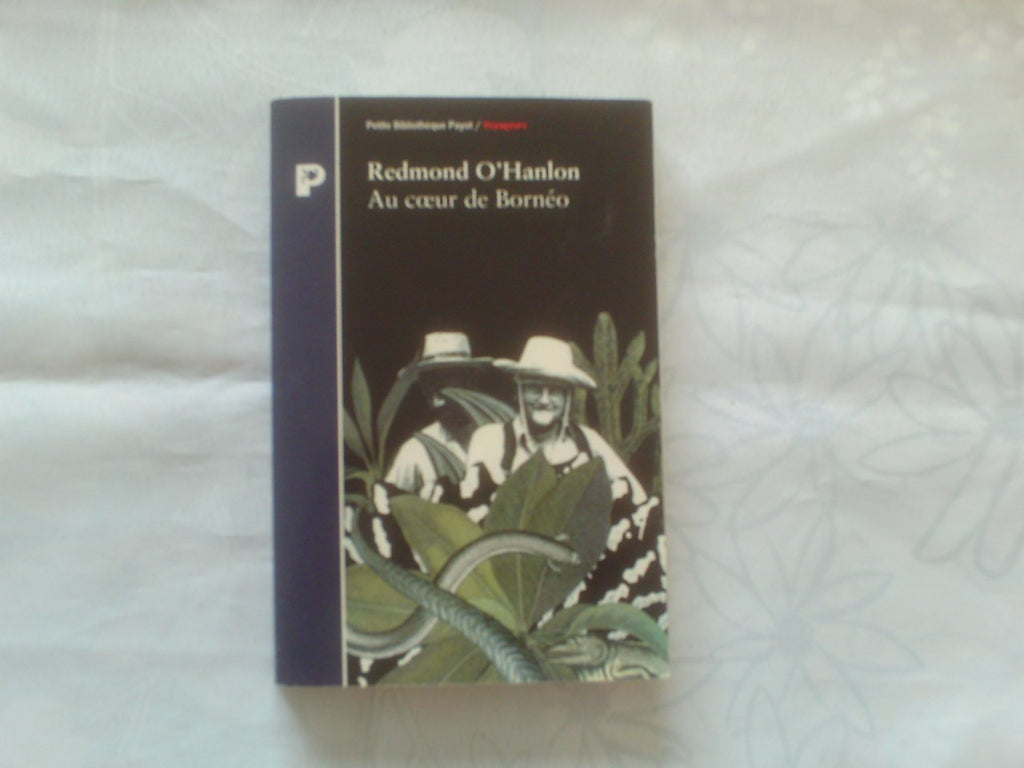 Petite Bibliothèque Payot / Voyageurs
P
Redmond O'Hanlon
Au cœur de Bornéo